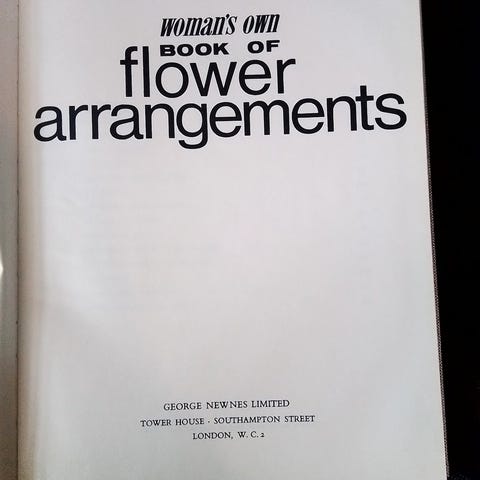 woman's own
BOOK OF
flower
arrangements
GEORGE NEWNES LIMITED
TOWER HOUSE · SOUTHAMPTON STREET
LONDON, W. C. 2